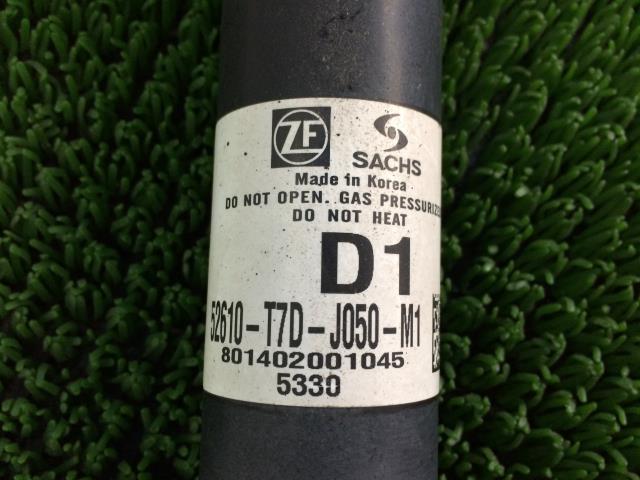 ZF
SACHS
Made in Korea
DO NOT OPEN. GAS PRESSURIZE
DO NOT HEAT
D1
52610-T7D-J050-M1
801402001045
5330